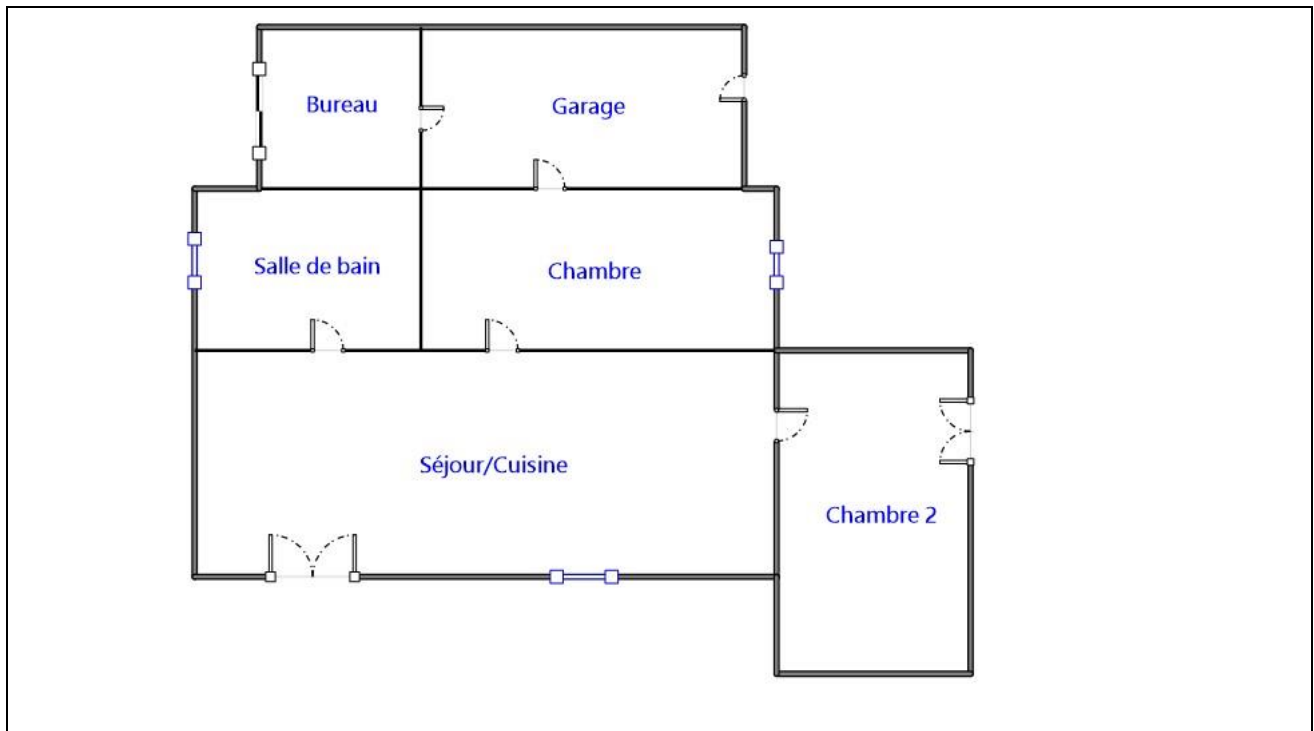 Bureau
Garage
Salle de bain
Chambre
Séjour/Cuisine
Chambre 2